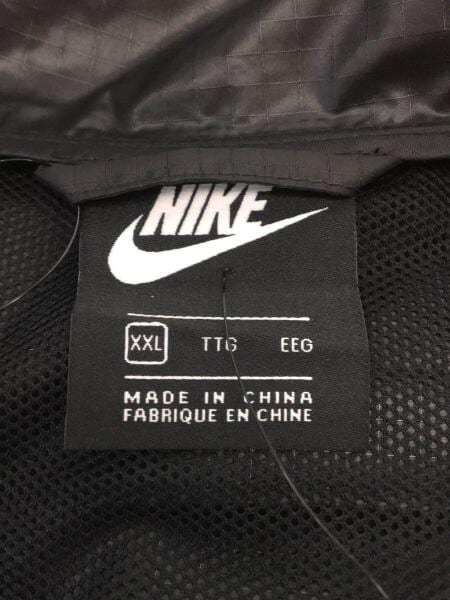 NIKE
XXL TTG EEG
MADE IN CHINA
FABRIQUE EN CHINE